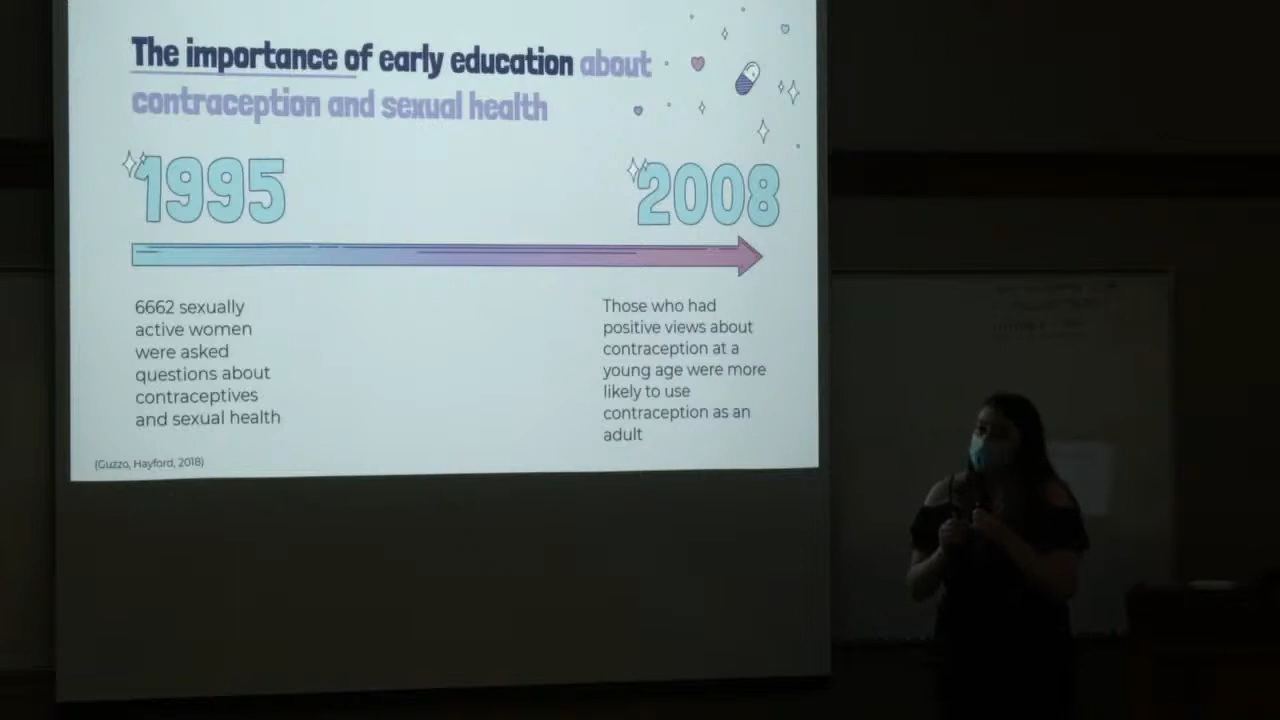 The importance of early education about
contraception and sexual health
1995
2008
6662 sexually
active women
were asked
questions about
contraceptives
and sexual health
Those who had
positive views about
contraception at a
young age were more
likely to use
contraception as an
adult
(Guzzo, Hayford, 2018)